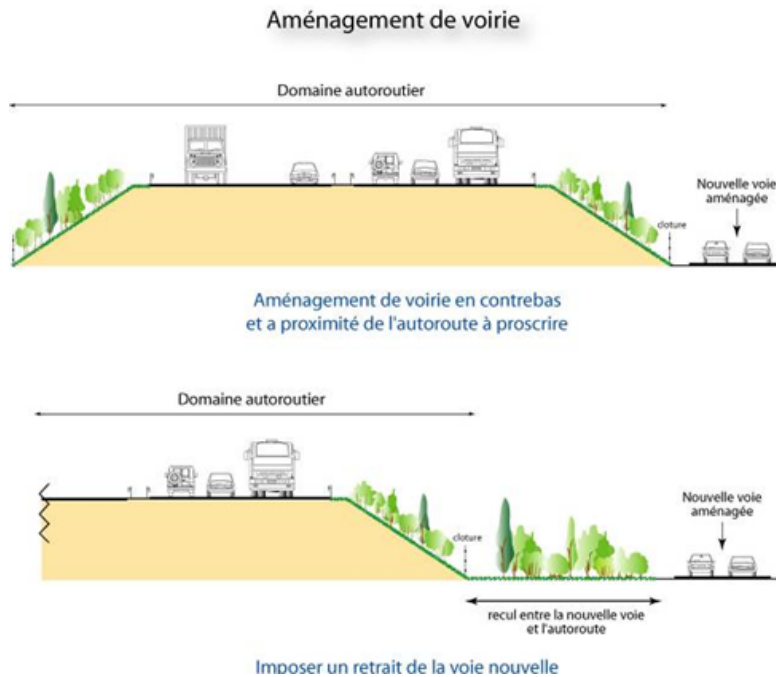 Aménagement de voirie
Domaine autoroutier
Nouvelle voie
aménagée
cloture
Aménagement de voirie en contrebas
et a proximité de l'autoroute à proscrire
Domaine autoroutier
Nouvelle voie
aménagée
cloture
recul entre la nouvelle voie
et l'autoroute
Imposer un retrait de la voie nouvelle